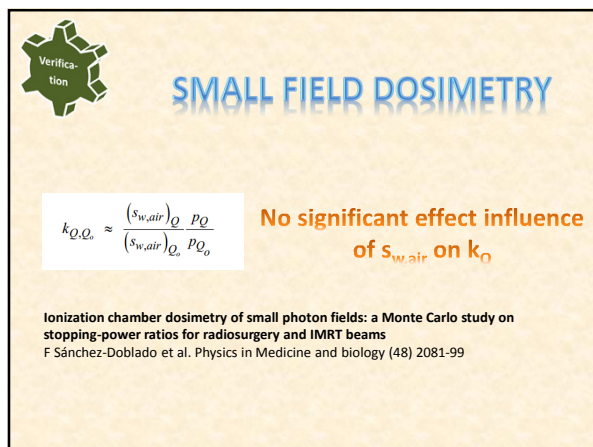 Verifica-
tion
SMALL FIELD DOSIMETRY
k_{Q,Q_o} ≈ (s_{w,air})_Q / (s_{w,air})_{Q_o} p_Q / p_{Q_o}
No significant effect influence
of s_{w,air} on k_Q
Ionization chamber dosimetry of small photon fields: a Monte Carlo study on
stopping-power ratios for radiosurgery and IMRT beams
F Sánchez-Doblado et al. Physics in Medicine and biology (48) 2081-99